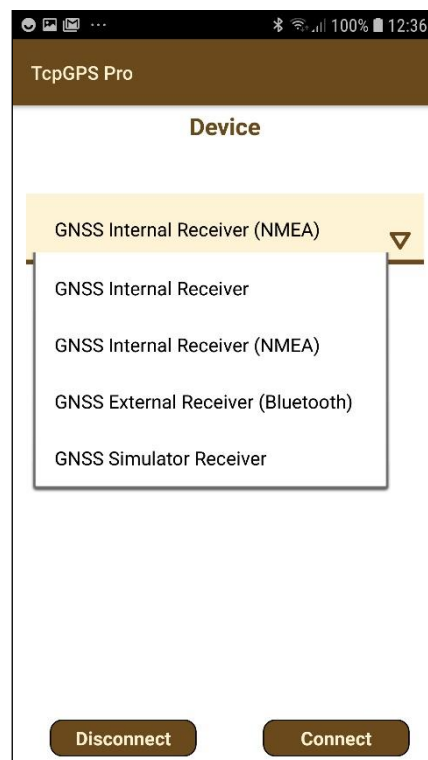 100% 12:36
TcpGPS Pro
Device
GNSS Internal Receiver (NMEA)
GNSS Internal Receiver
GNSS Internal Receiver (NMEA)
GNSS External Receiver (Bluetooth)
GNSS Simulator Receiver
Disconnect Connect